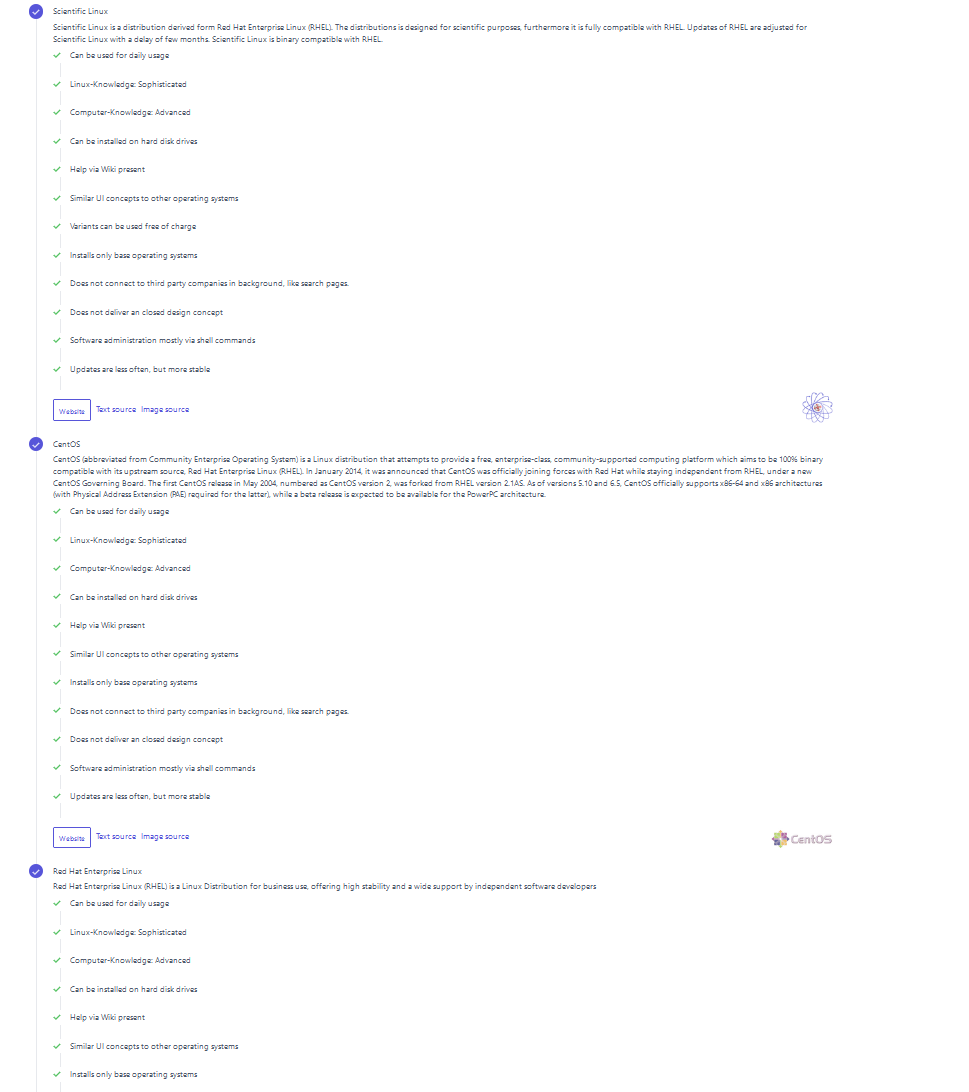 Scientific Linux
Scientific Linux is a distribution derived form Red Hat Enterprise Linux (RHEL). The distributions is designed for scientific purposes, furthermore it is fully compatible with RHEL. Updates of RHEL are adjusted for
Scientific Linux with a delay of few months. Scientific Linux is binary compatible with RHEL.
Can be used for daily usage
Linux-Knowledge: Sophisticated
Computer-Knowledge: Advanced
Can be installed on hard disk drives
Help via Wiki present
Similar UI concepts to other operating systems
Variants can be used free of charge
Installs only base operating systems
Does not connect to third party companies in background, like search pages.
Does not deliver an closed design concept
Software administration mostly via shell commands
Updates are less often, but more stable
Website Text source Image source
CentOS
CentOS (abbreviated from Community Enterprise Operating System) is a Linux distribution that attempts to provide a free, enterprise-class, community-supported computing platform which aims to be 100% binary
compatible with its upstream source, Red Hat Enterprise Linux (RHEL). In January 2014, it was announced that CentOS was officially joining forces with Red Hat while staying independent from RHEL, under a new
CentOS Governing Board. The first CentOS release in May 2004, numbered as CentOS version 2, was forked from RHEL version 2.1AS. As of versions 5.10 and 6.5, CentOS officially supports x86-64 and x86 architectures
(with Physical Address Extension (PAE) required for the latter), while a beta release is expected to be available for the PowerPC architecture.
Can be used for daily usage
Linux-Knowledge: Sophisticated
Computer-Knowledge: Advanced
Can be installed on hard disk drives
Help via Wiki present
Similar UI concepts to other operating systems
Installs only base operating systems
Does not connect to third party companies in background, like search pages.
Does not deliver an closed design concept
Software administration mostly via shell commands
Updates are less often, but more stable
Website Text source Image source
CentOS
Red Hat Enterprise Linux
Red Hat Enterprise Linux (RHEL) is a Linux Distribution for business use, offering high stability and a wide support by independent software developers
Can be used for daily usage
Linux-Knowledge: Sophisticated
Computer-Knowledge: Advanced
Can be installed on hard disk drives
Help via Wiki present
Similar UI concepts to other operating systems
Installs only base operating systems